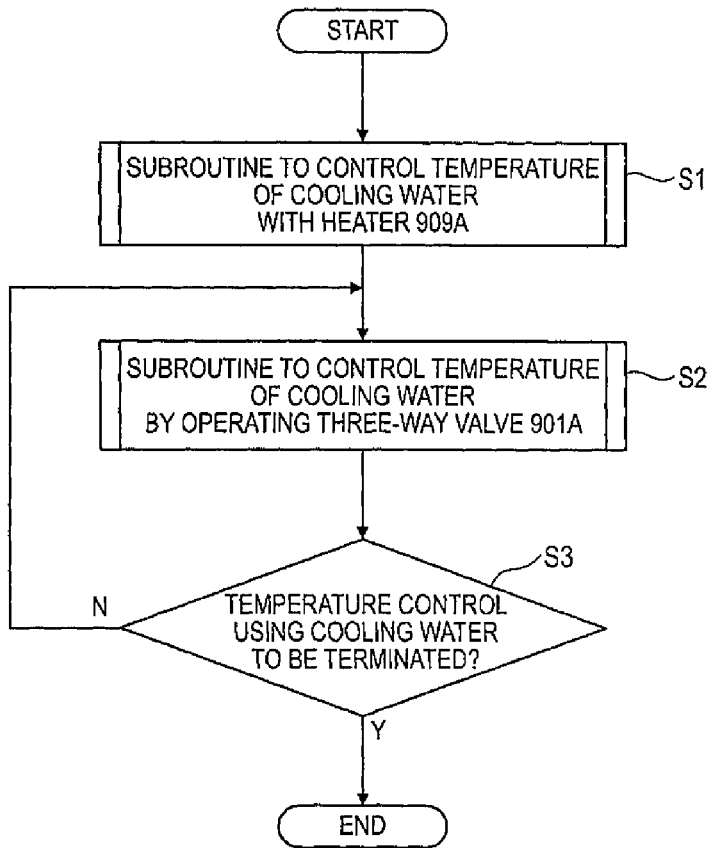 START
SUBROUTINE TO CONTROL TEMPERATURE
OF COOLING WATER
WITH HEATER 909A
S1
SUBROUTINE TO CONTROL TEMPERATURE
OF COOLING WATER
BY OPERATING THREE-WAY VALVE 901A
S2
S3
TEMPERATURE CONTROL
USING COOLING WATER
TO BE TERMINATED?
N
Y
END